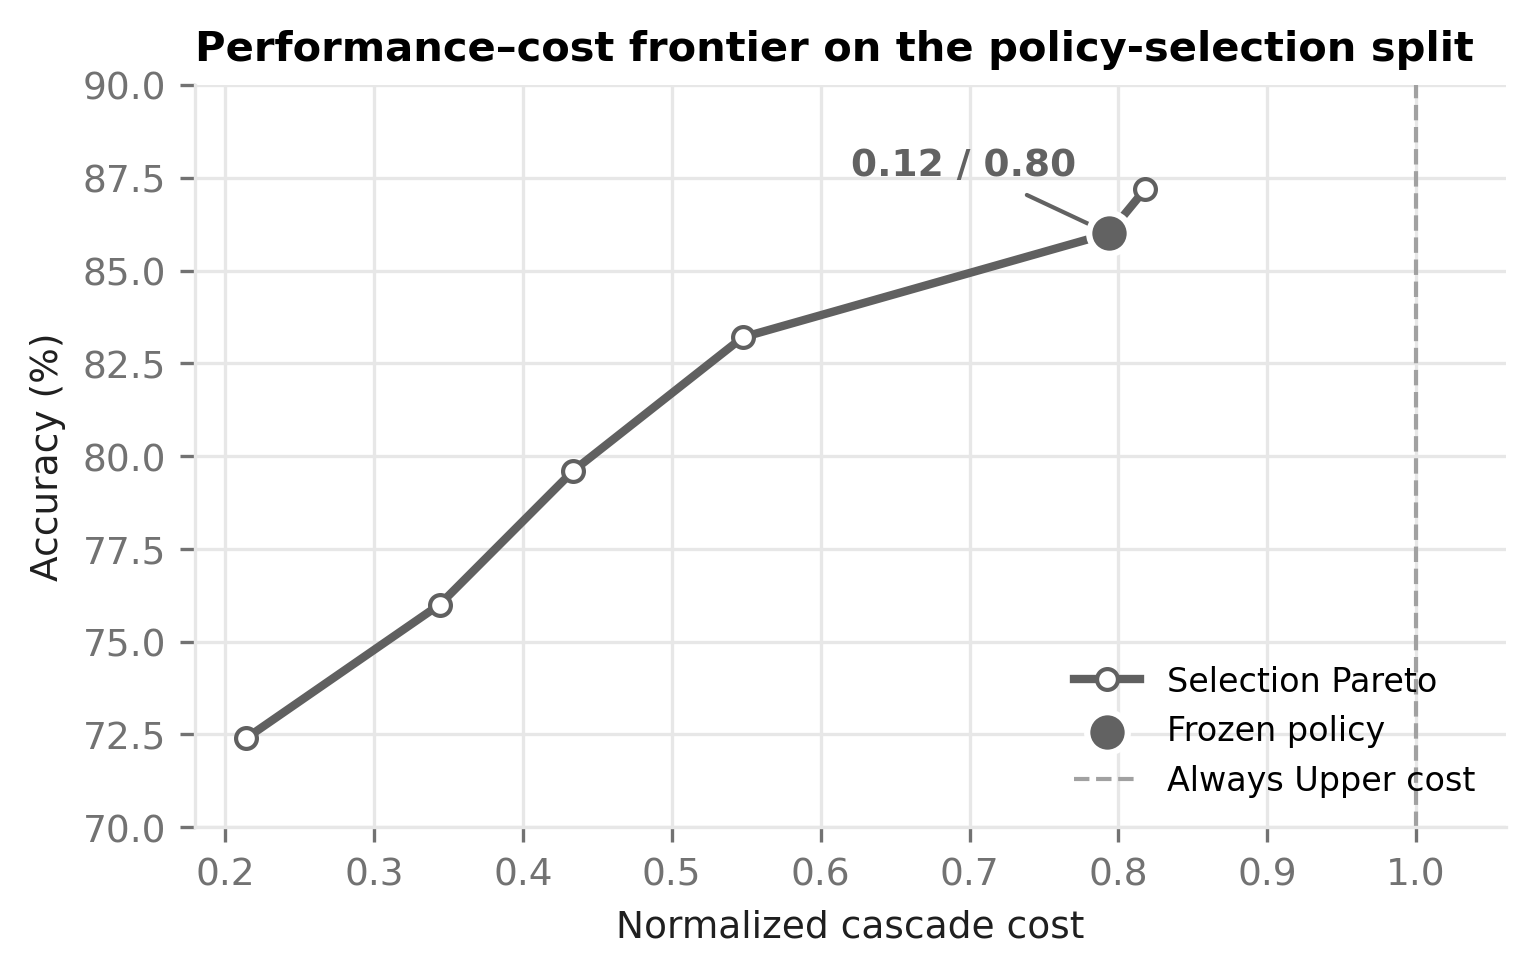 Performance–cost frontier on the policy-selection split
90.0
87.5
85.0
82.5
80.0
77.5
75.0
72.5
70.0
Accuracy (%)
0.12 / 0.80
Selection Pareto
Frozen policy
Always Upper cost
0.2 0.3 0.4 0.5 0.6 0.7 0.8 0.9 1.0
Normalized cascade cost